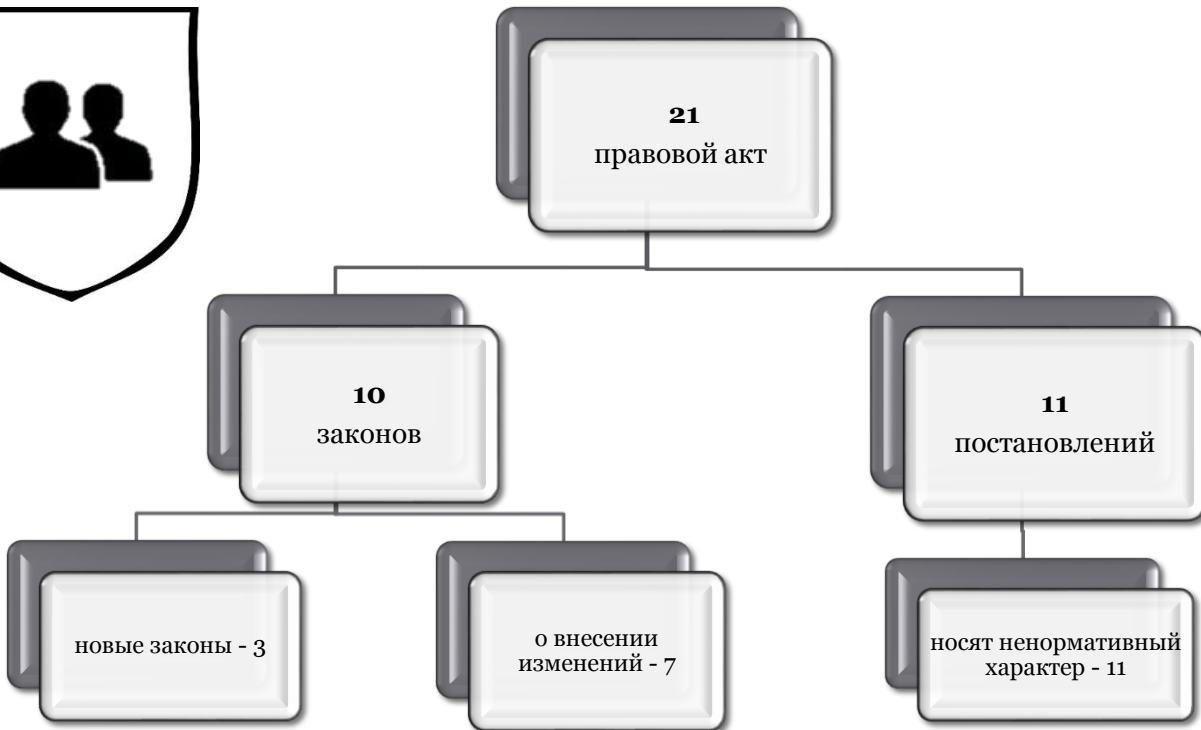 21
правовой акт
10
законов
11
постановлений
новые законы - 3
о внесении
изменений - 7
носят ненормативный
характер - 11